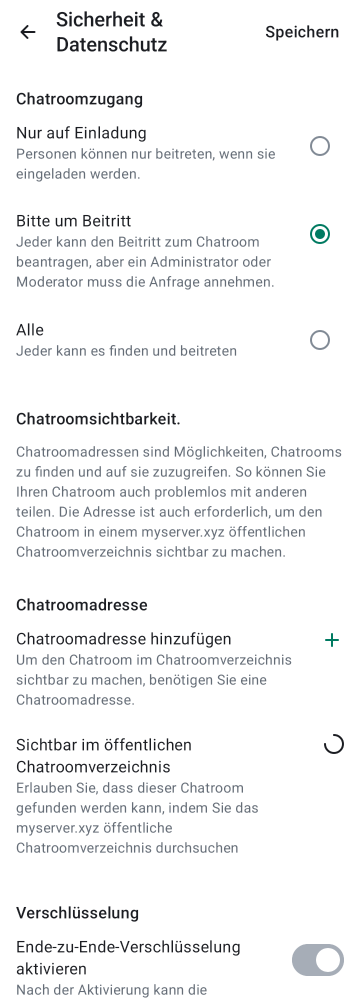 Sicherheit &
Datenschutz
Speichern
Chatroomzugang
Nur auf Einladung
Personen können nur beitreten, wenn sie
eingeladen werden.
Bitte um Beitritt
Jeder kann den Beitritt zum Chatroom
beantragen, aber ein Administrator oder
Moderator muss die Anfrage annehmen.
Alle
Jeder kann es finden und beitreten
Chatroomsichtbarkeit.
Chatroomadressen sind Möglichkeiten, Chatrooms
zu finden und auf sie zuzugreifen. So können Sie
Ihren Chatroom auch problemlos mit anderen
teilen. Die Adresse ist auch erforderlich, um den
Chatroom in einem myserver.xyz öffentlichen
Chatroomverzeichnis sichtbar zu machen.
Chatroomadresse
Chatroomadresse hinzufügen
Um den Chatroom im Chatroomverzeichnis
sichtbar zu machen, benötigen Sie eine
Chatroomadresse.
Sichtbar im öffentlichen
Chatroomverzeichnis
Erlauben Sie, dass dieser Chatroom
gefunden werden kann, indem Sie das
myserver.xyz öffentliche
Chatroomverzeichnis durchsuchen
Verschlüsselung
Ende-zu-Ende-Verschlüsselung
aktivieren
Nach der Aktivierung kann die